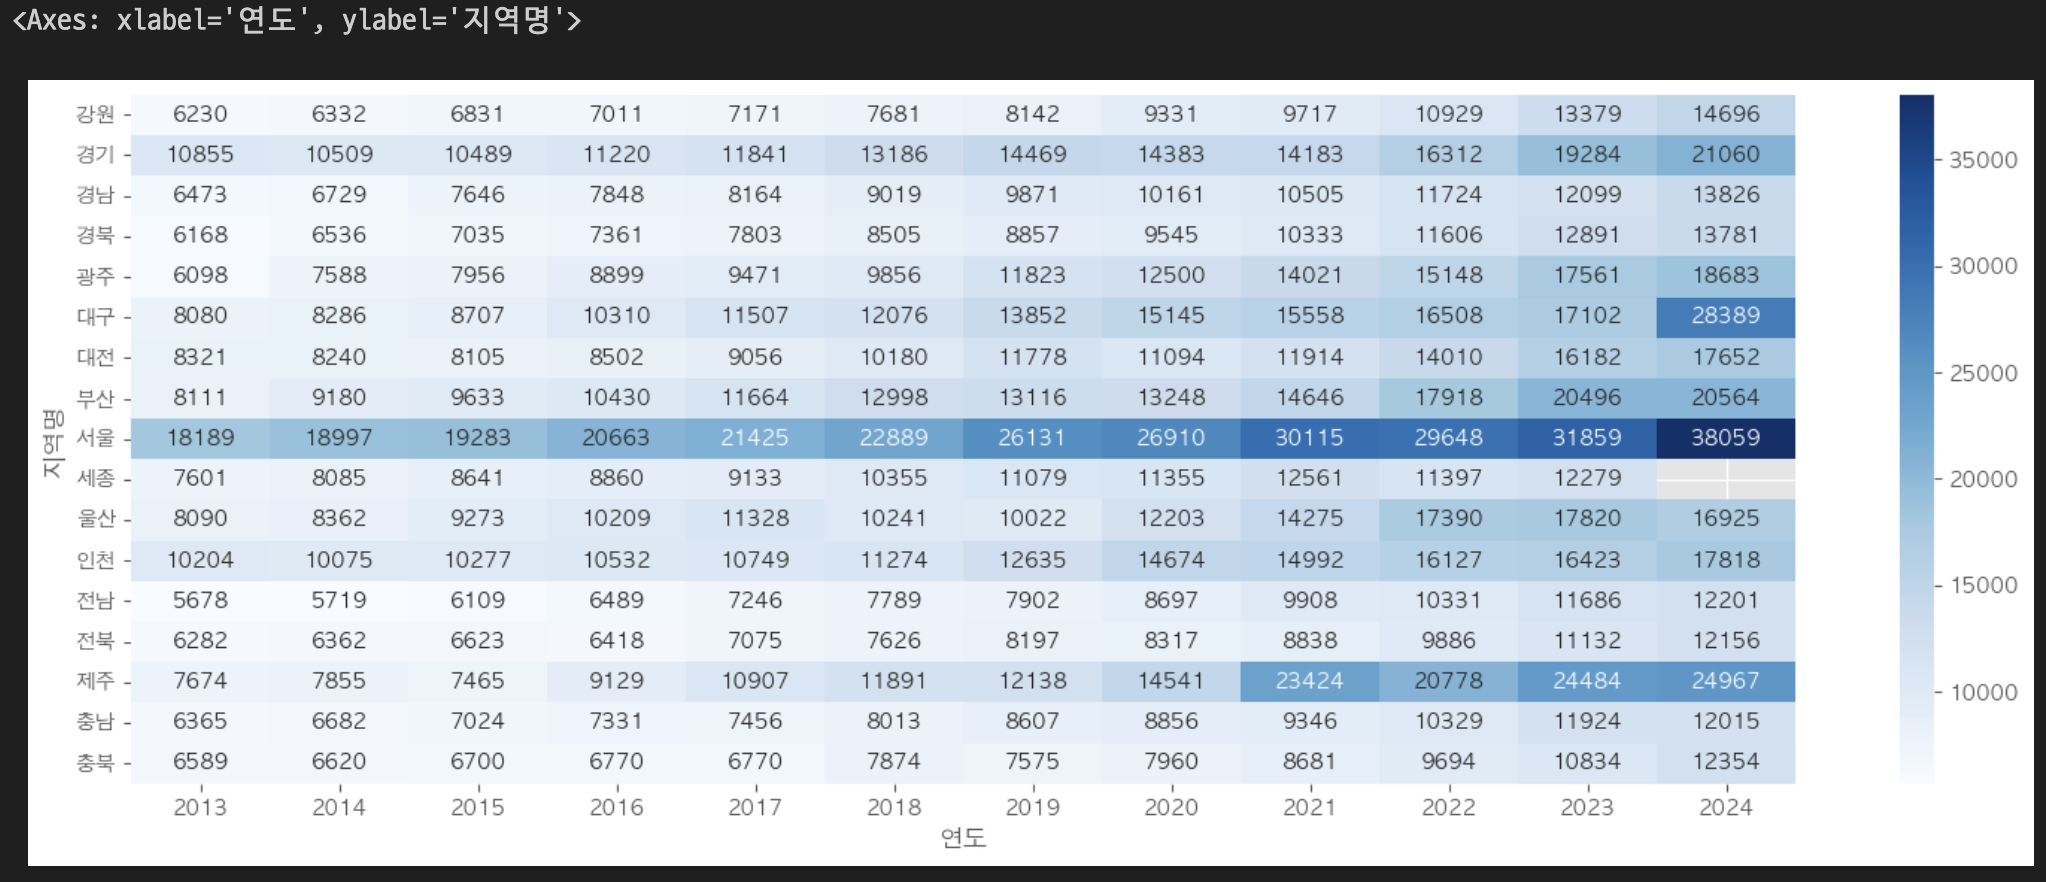 <Axes: xlabel='연도', ylabel='지역명'>
강원 6230 6332 6831 7011 7171 7681 8142 9331 9717 10929 13379 14696
경기 10855 10509 10489 11220 11841 13186 14469 14383 14183 16312 19284 21060
경남 6473 6729 7646 7848 8164 9019 9871 10161 10505 11724 12099 13826
경북 6168 6536 7035 7361 7803 8505 8857 9545 10333 11606 12891 13781
광주 6098 7588 7956 8899 9471 9856 11823 12500 14021 15148 17561 18683
대구 8080 8286 8707 10310 11507 12076 13852 15145 15558 16508 17102 28389
대전 8321 8240 8105 8502 9056 10180 11778 11094 11914 14010 16182 17652
부산 8111 9180 9633 10430 11664 12998 13116 13248 14646 17918 20496 20564
서울 18189 18997 19283 20663 21425 22889 26131 26910 30115 29648 31859 38059
세종 7601 8085 8641 8860 9133 10355 11079 11355 12561 11397 12279
울산 8090 8362 9273 10209 11328 10241 10022 12203 14275 17390 17820 16925
인천 10204 10075 10277 10532 10749 11274 12635 14674 14992 16127 16423 17818
전남 5678 5719 6109 6489 7246 7789 7902 8697 9908 10331 11686 12201
전북 6282 6362 6623 6418 7075 7626 8197 8317 8838 9886 11132 12156
제주 7674 7855 7465 9129 10907 11891 12138 14541 23424 20778 24484 24967
충남 6365 6682 7024 7331 7456 8013 8607 8856 9346 10329 11924 12015
충북 6589 6620 6700 6770 6770 7874 7575 7960 8681 9694 10834 12354
2013 2014 2015 2016 2017 2018 2019 2020 2021 2022 2023 2024
연도
지역명
35000
30000
25000
20000
15000
10000